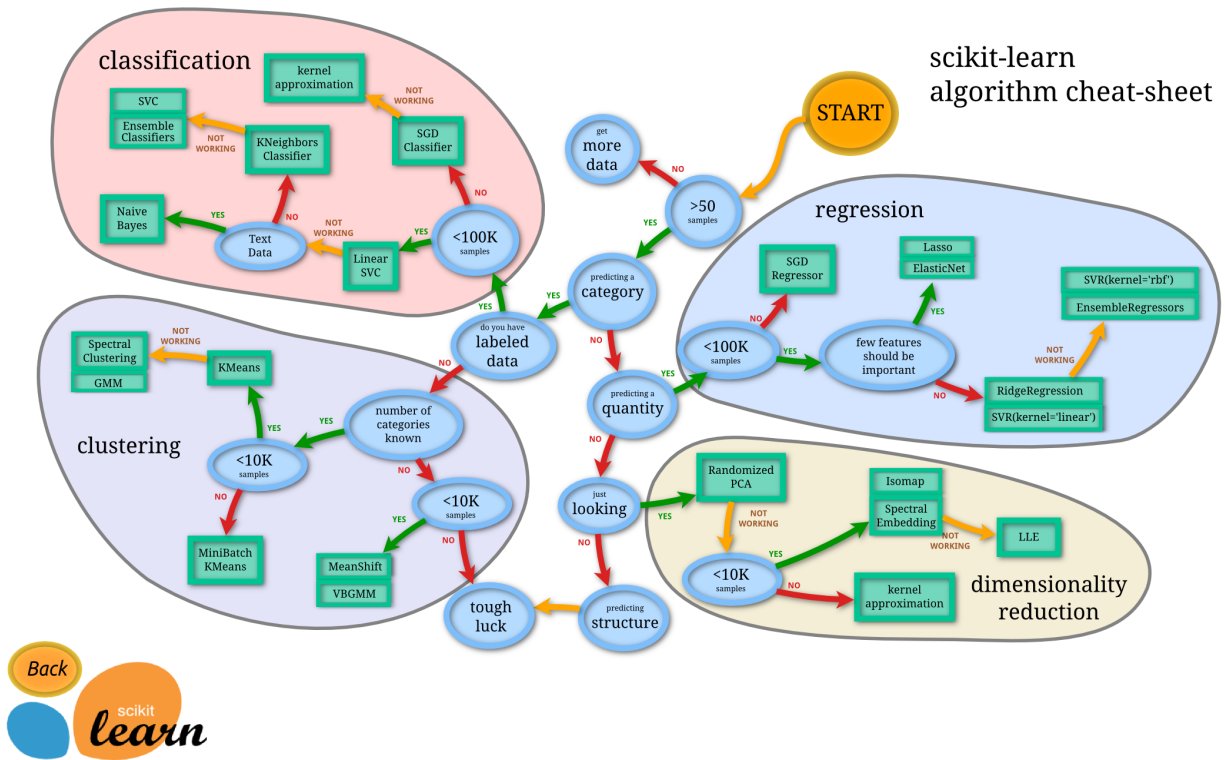 scikit-learn
algorithm cheat-sheet
START
get
more
data
NO
>50
samples
YES
predicting a
category
YES
NO
do you have
labeled
data
YES
NO
predicting a
quantity
YES
NO
just
looking
YES
NO
predicting
structure
tough
luck
classification
kernel
approximation
NOT
WORKING
SVC
Ensemble
Classifiers
NOT
WORKING
KNeighbors
Classifier
SGD
Classifier
NO
NO
Naive
Bayes
YES
Text
Data
NOT
WORKING
Linear
SVC
YES
<100K
samples
regression
SGD
Regressor
Lasso
ElasticNet
SVR(kernel='rbf')
EnsembleRegressors
NO
YES
<100K
samples
YES
few features
should be
important
NOT
WORKING
NO
RidgeRegression
SVR(kernel='linear')
clustering
Spectral
Clustering
GMM
NOT
WORKING
KMeans
YES
number of
categories
known
YES
NO
<10K
samples
NO
<10K
samples
YES
NO
MiniBatch
KMeans
MeanShift
VBGMM
dimensionality
reduction
Randomized
PCA
NOT
WORKING
Isomap
Spectral
Embedding
NOT
WORKING
LLE
YES
<10K
samples
NO
kernel
approximation
Back
scikit
learn